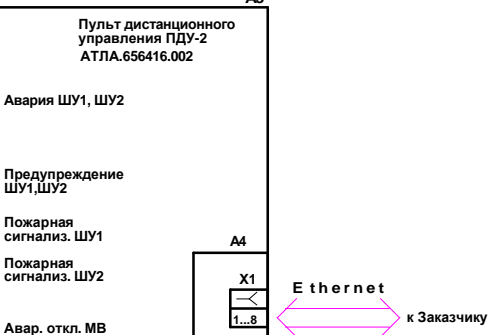 Пульт дистанционного
управления ПДУ-2
АТЛА.656416.002
Авария ШУ1, ШУ2
Предупреждение
ШУ1,ШУ2
Пожарная
сигнализ. ШУ1
Пожарная
сигнализ. ШУ2
Авар. откл. МВ
A4
X1
1...8
Ethernet
к Заказчику